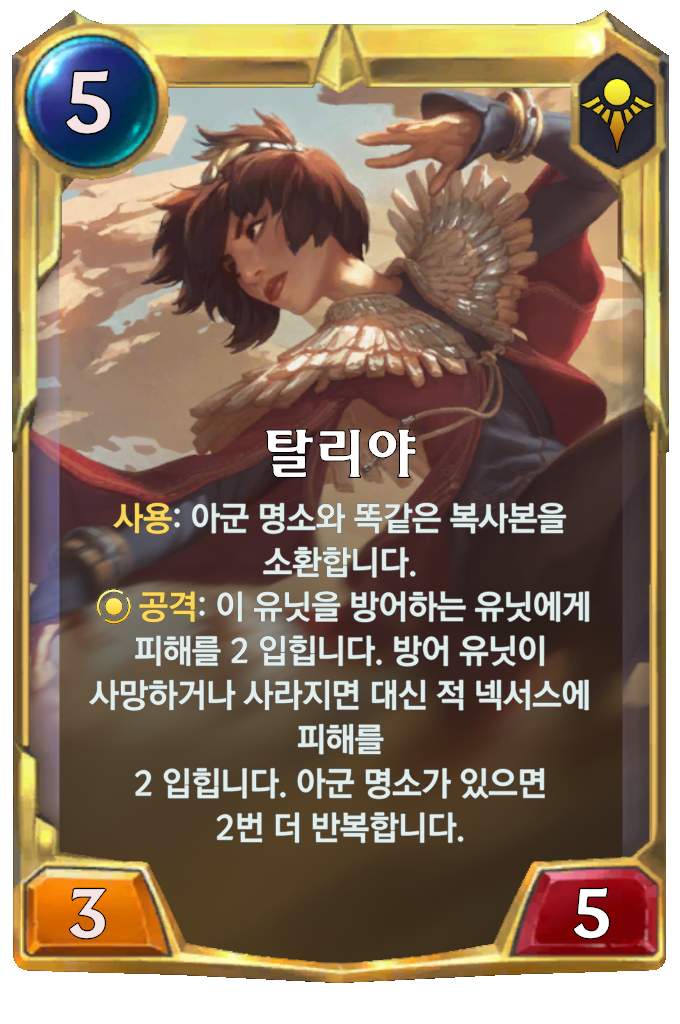 5
탈리야
사용: 아군 명소와 똑같은 복사본을
소환합니다.
공격: 이 유닛을 방어하는 유닛에게
피해를 2 입힙니다. 방어 유닛이
사망하거나 사라지면 대신 적 넥서스에
피해를
2 입힙니다. 아군 명소가 있으면
2번 더 반복합니다.
3
5